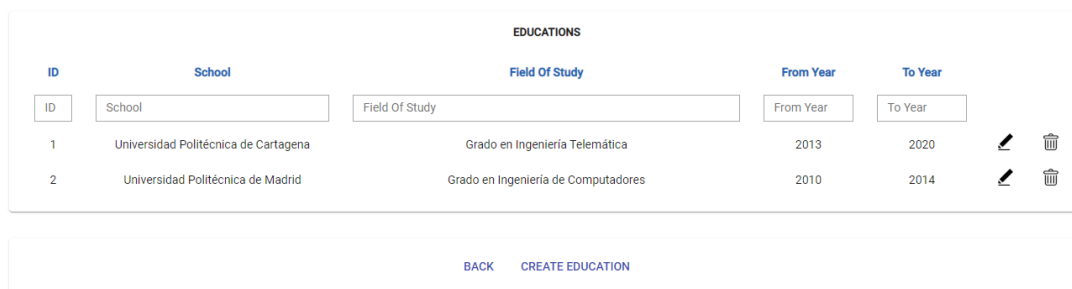 EDUCATIONS
ID School Field Of Study From Year To Year
ID School Field Of Study From Year To Year
1 Universidad Politécnica de Cartagena Grado en Ingeniería Telemática 2013 2020
2 Universidad Politécnica de Madrid Grado en Ingeniería de Computadores 2010 2014
BACK CREATE EDUCATION